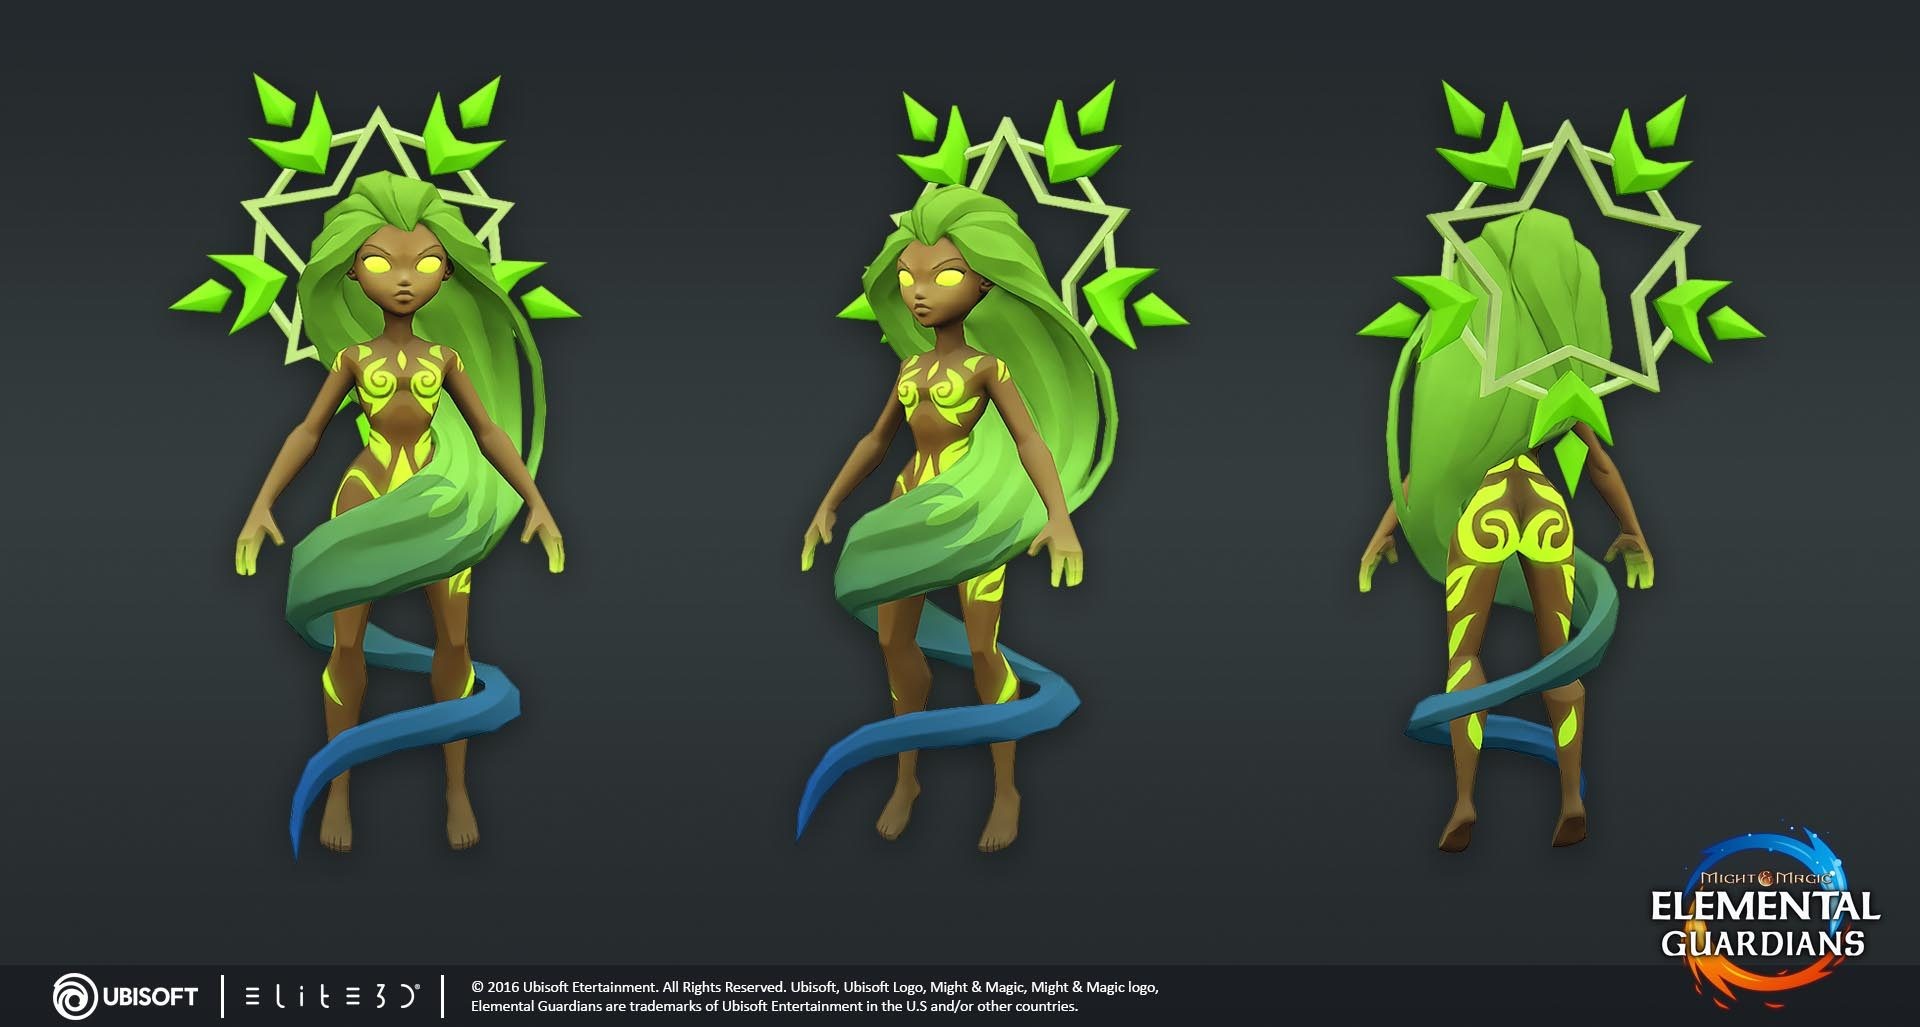 MIGHT & MAGIC
ELEMENTAL
GUARDIANS
UBISOFT
eLite3D®
© 2016 Ubisoft Etertainment. All Rights Reserved. Ubisoft, Ubisoft Logo, Might & Magic, Might & Magic logo,
Elemental Guardians are trademarks of Ubisoft Entertainment in the U.S and/or other countries.